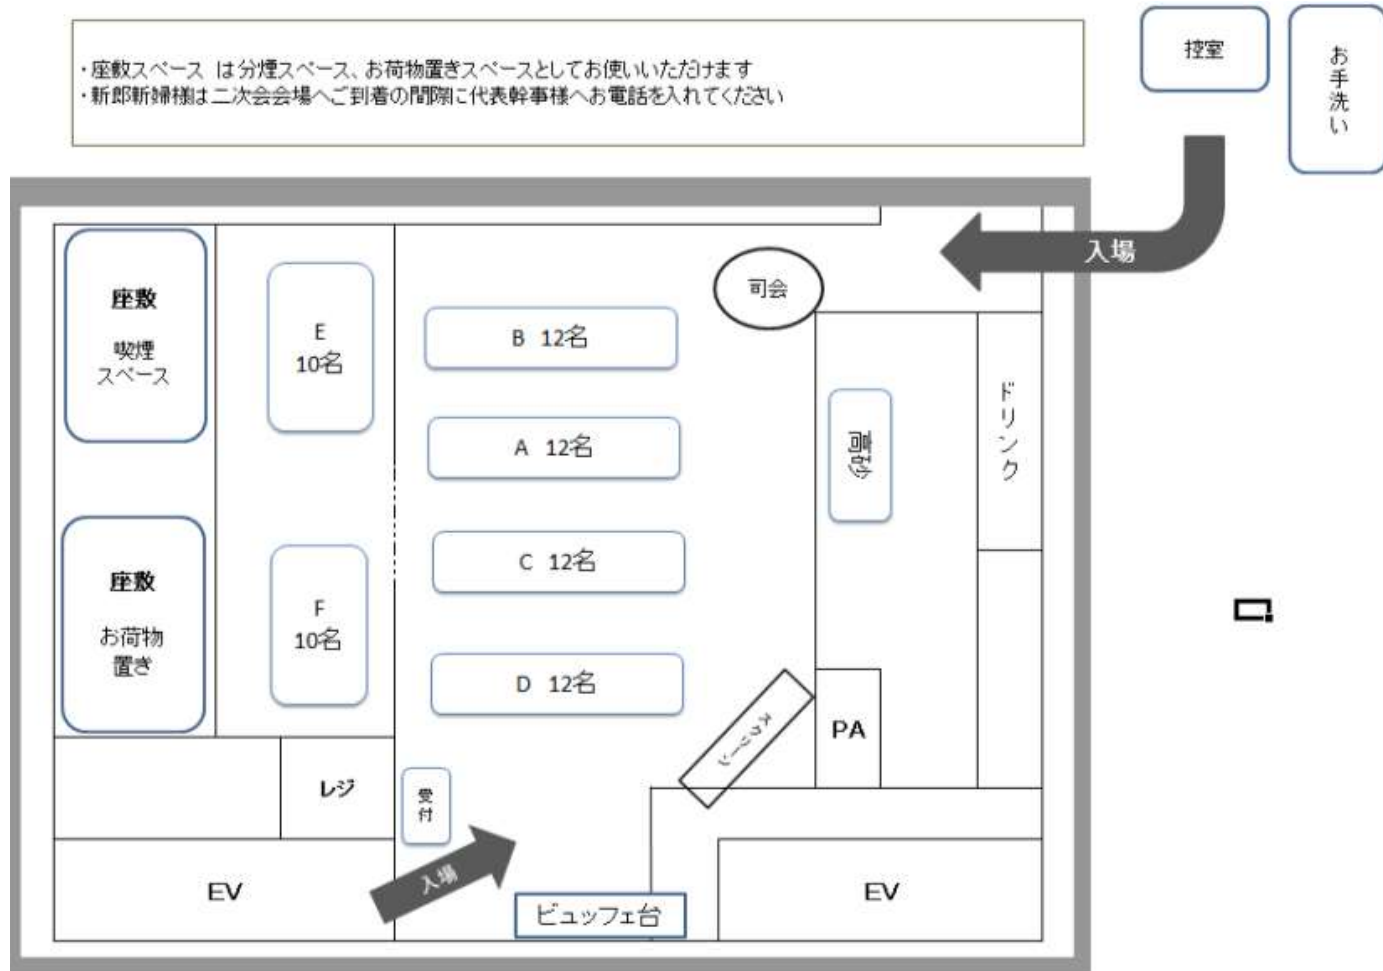 ・座敷スペース は分煙スペース、お荷物置きスペースとしてお使いいただけます
・新郎新婦様は二次会会場へご到着の間際に代表幹事様へお電話を入れてください
控室
お手洗い
入場
座敷
喫煙
スペース
E
10名
B 12名
司会
A 12名
高砂
ドリンク
C 12名
座敷
お荷物
置き
F
10名
D 12名
スクリーン
PA
レジ
受付
入場
EV
ビュッフェ台
EV